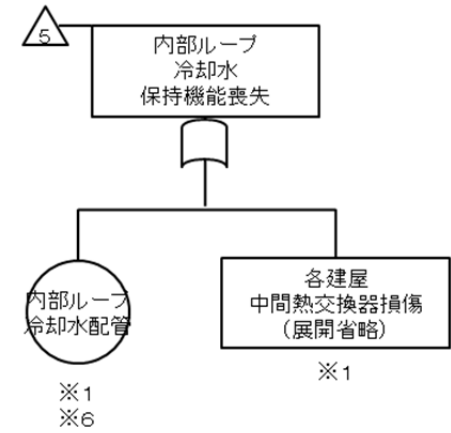 5
内部ループ
冷却水
保持機能喪失
内部ループ
冷却水配管
※1
※6
各建屋
中間熱交換器損傷
(展開省略)
※1